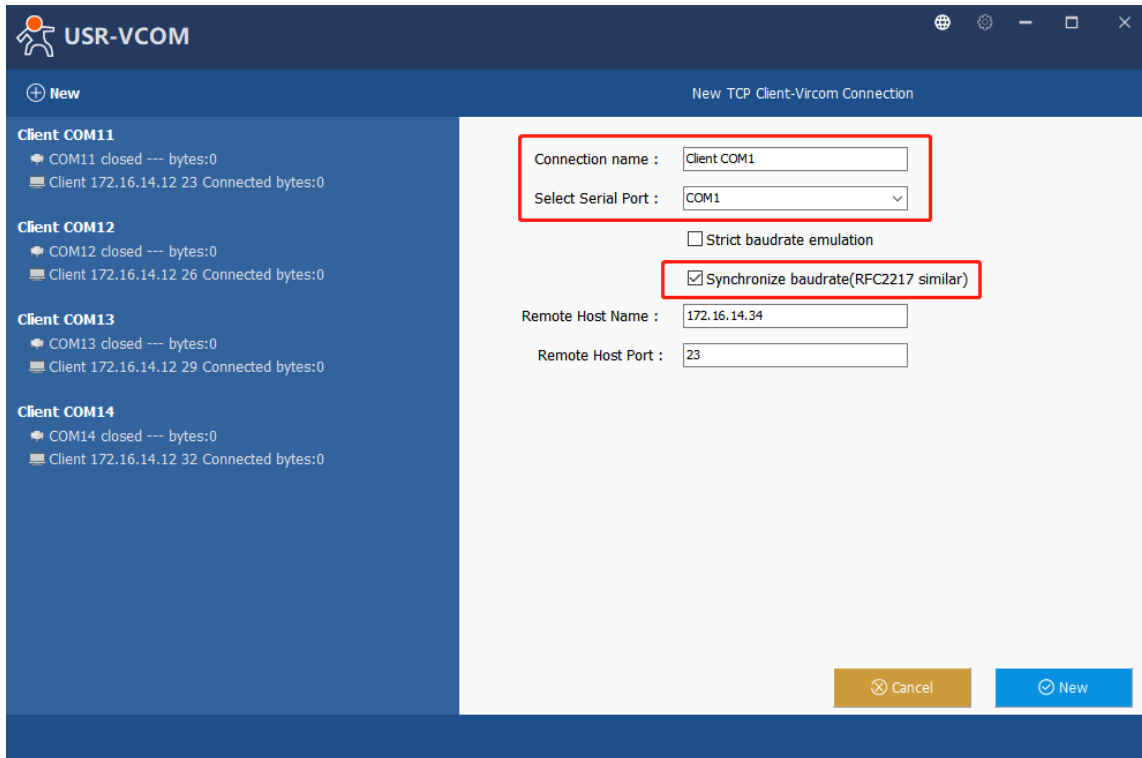 USR-VCOM
New
New TCP Client-Vircom Connection
Client COM11
COM11 closed --- bytes:0
Client 172.16.14.12 23 Connected bytes:0
Client COM12
COM12 closed --- bytes:0
Client 172.16.14.12 26 Connected bytes:0
Client COM13
COM13 closed --- bytes:0
Client 172.16.14.12 29 Connected bytes:0
Client COM14
COM14 closed --- bytes:0
Client 172.16.14.12 32 Connected bytes:0
Connection name : Client COM1
Select Serial Port : COM1
Strict baudrate emulation
Synchronize baudrate(RFC2217 similar)
Remote Host Name : 172.16.14.34
Remote Host Port : 23
Cancel
New